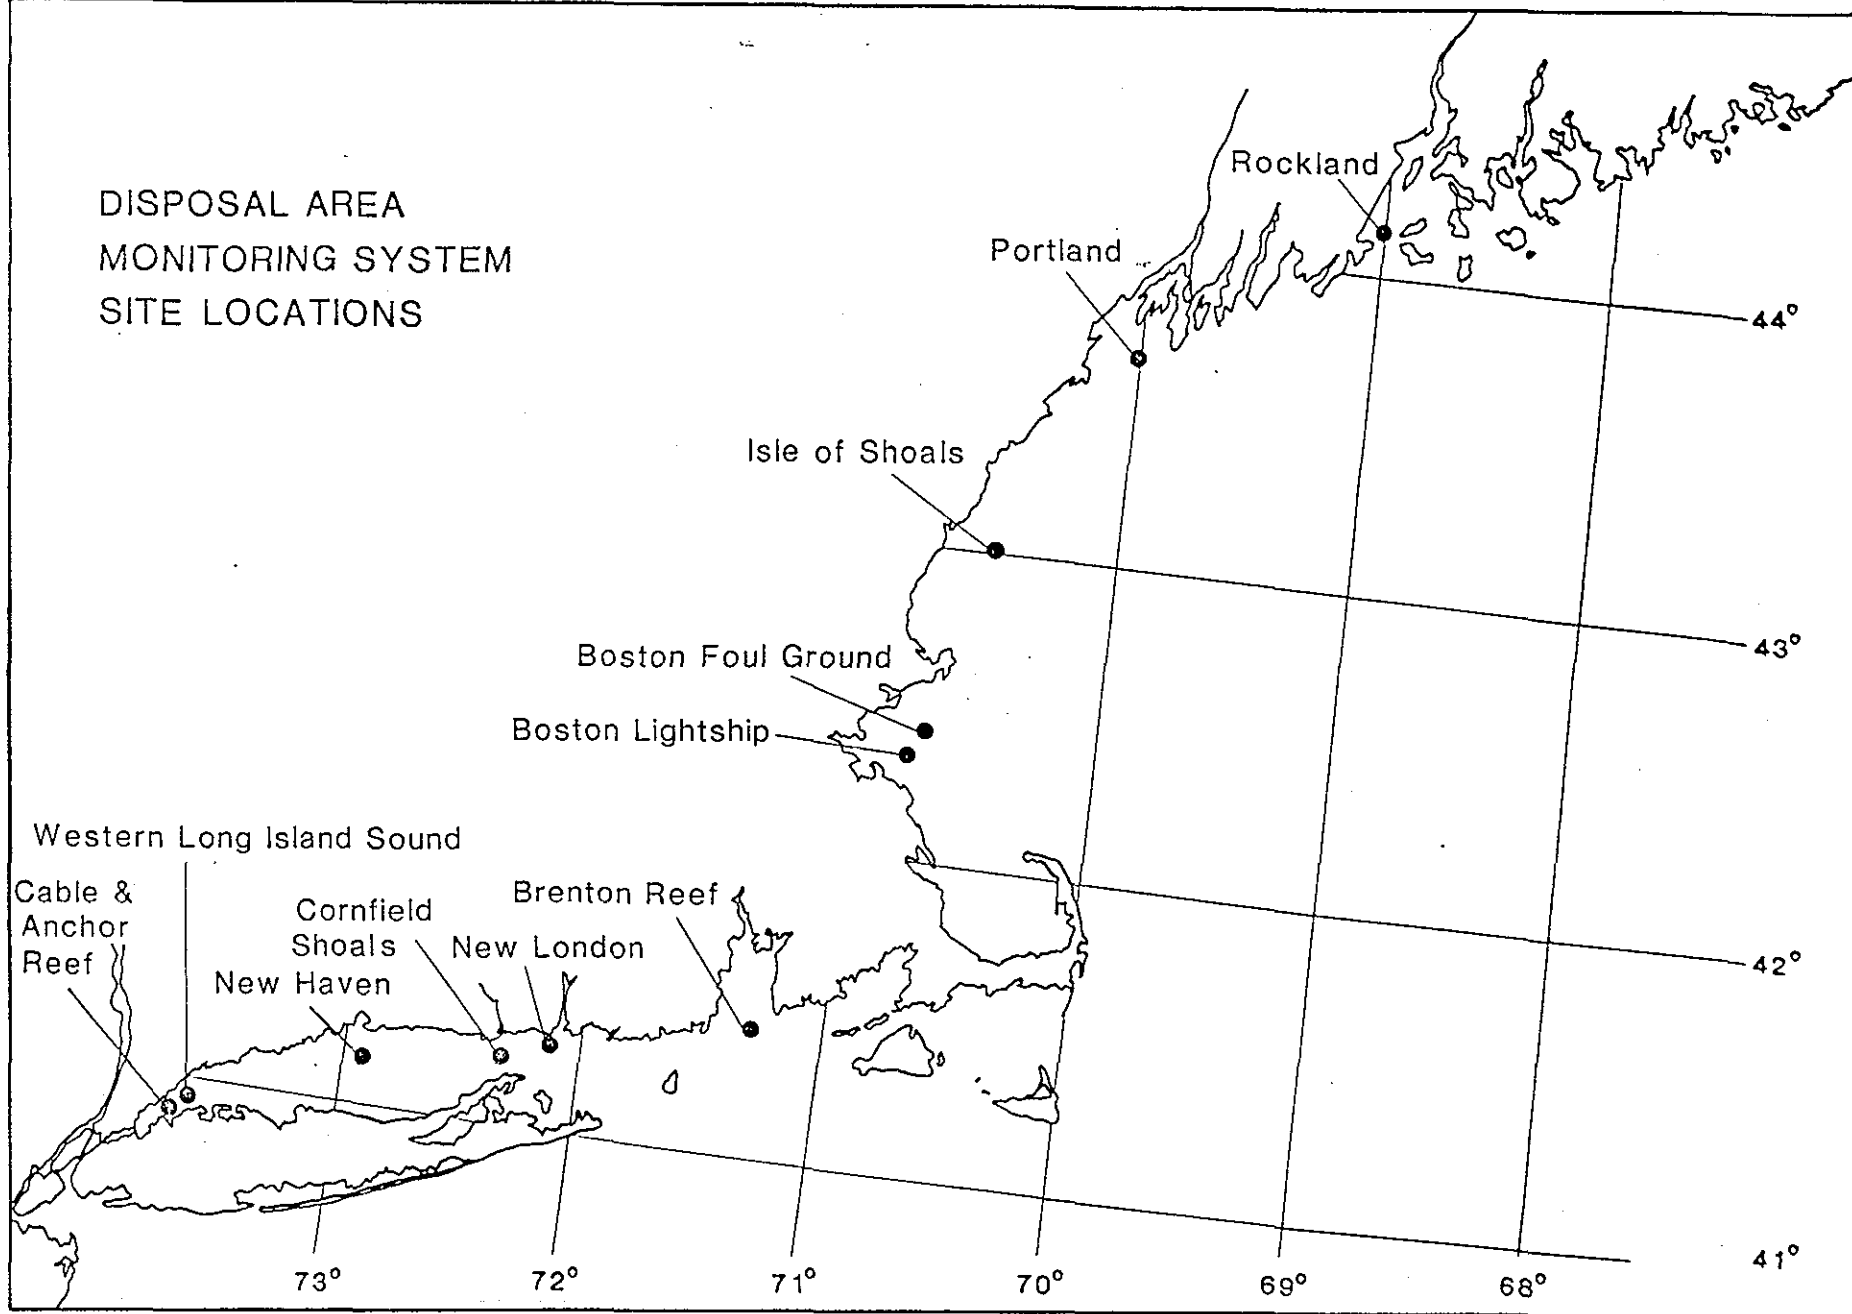 DISPOSAL AREA
MONITORING SYSTEM
SITE LOCATIONS
Rockland
Portland
44°
Isle of Shoals
43°
Boston Foul Ground
Boston Lightship
Western Long Island Sound
Cable &
Anchor
Reef
Cornfield
Shoals
Brenton Reef
New London
New Haven
42°
41°
73°
72°
71°
70°
69°
68°